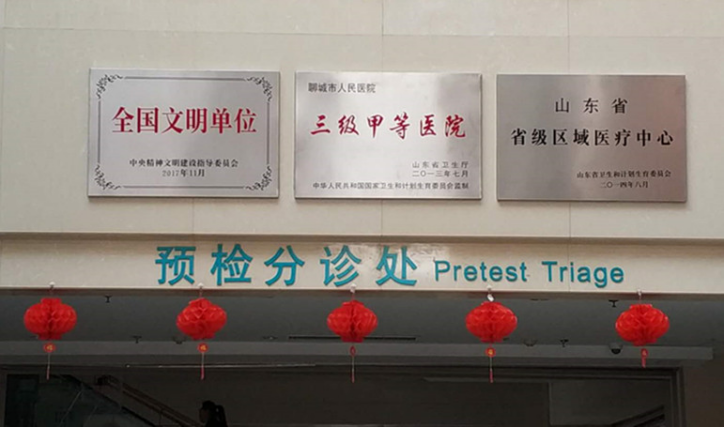 全国文明单位
中央精神文明建设指导委员会
2017年11月
聊城市人民医院
三级甲等医院
山东省卫生厅
二〇一三年七月
中华人民共和国国家卫生和计划生育委员会监制
山东省
省级区域医疗中心
山东省卫生和计划生育委员会
二〇一四年六月
预检分诊处 Pretest Triage